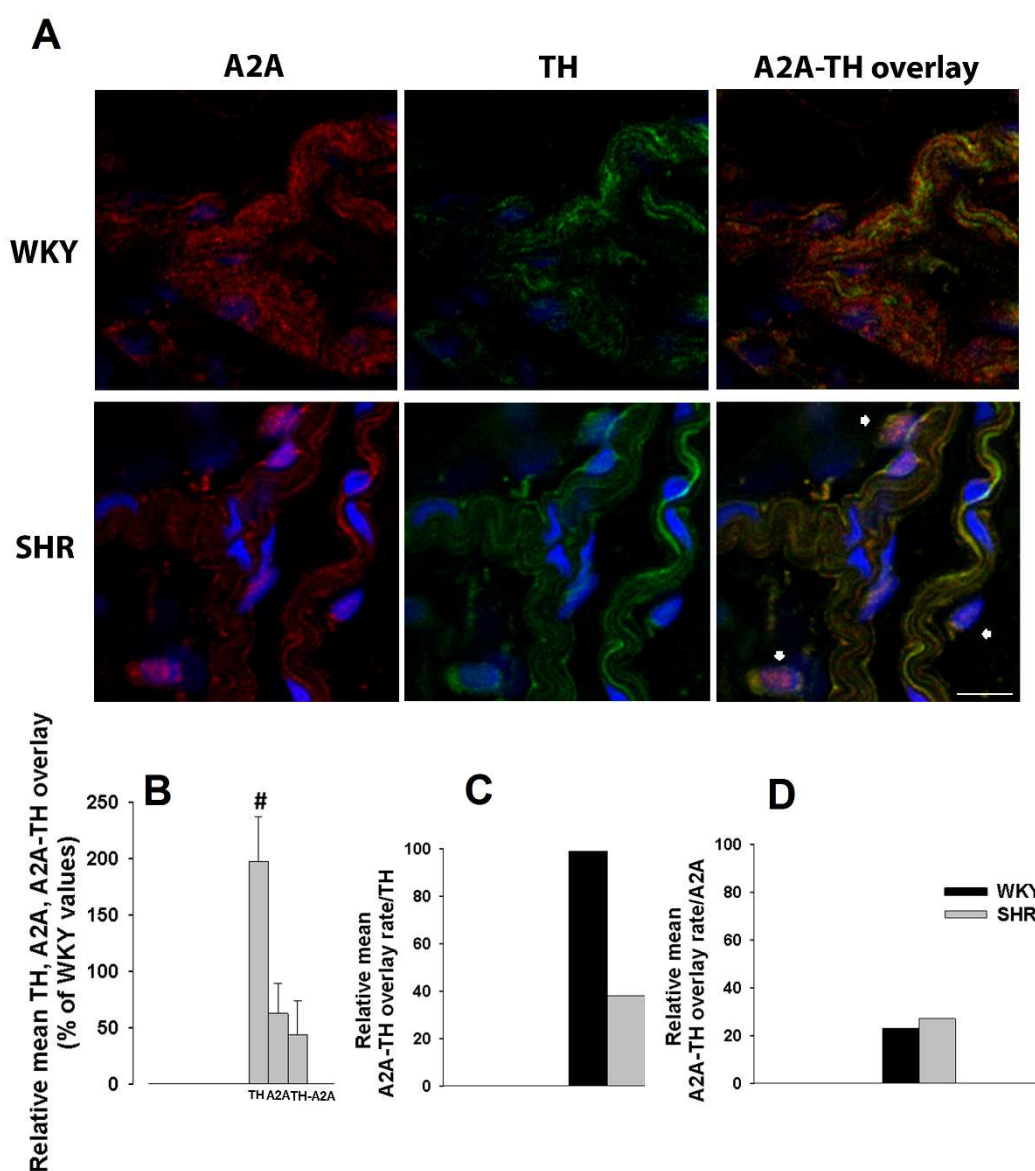 A
A2A
TH
A2A-TH overlay
WKY
SHR
B
Relative mean TH, A2A, A2A-TH overlay
(% of WKY values)
250
200
150
100
50
0
#
TH A2A TH-A2A
C
Relative mean
A2A-TH overlay rate/TH
100
80
60
40
20
0
D
Relative mean
A2A-TH overlay rate/A2A
100
80
60
40
20
0
WKY
SHR